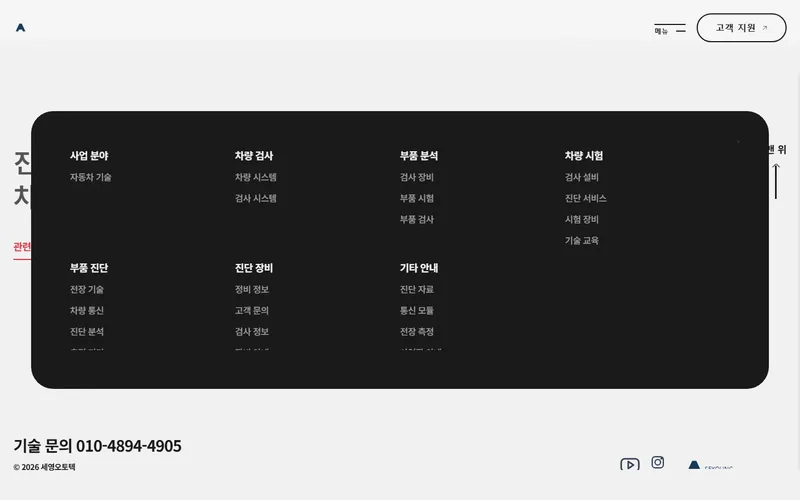 메뉴
고객 지원
사업 분야
자동차 기술
차량 검사
차량 시스템
검사 시스템
부품 분석
검사 장비
부품 시험
부품 검사
차량 시험
검사 설비
진단 서비스
시험 장비
기술 교육
맨 위
관련
부품 진단
전장 기술
차량 통신
진단 분석
진단 장비
정비 정보
고객 문의
검사 정보
기타 안내
진단 자료
통신 모듈
전장 측정
기술 문의 010-4894-4905
© 2026 세영오토텍